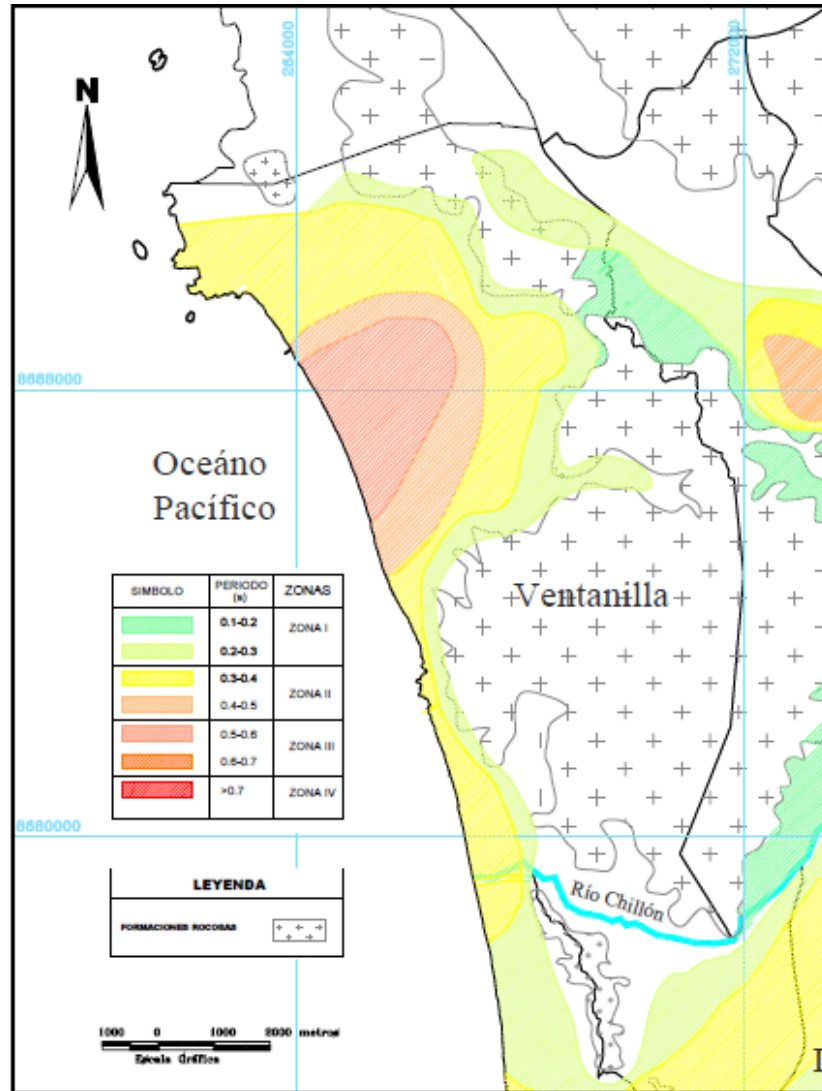 264000
272000
N
8688000
Oceáno
Pacífico
SIMBOLO PERIODO (s) ZONAS
0.1-0.2 ZONA I
0.2-0.3
0.3-0.4 ZONA II
0.4-0.5
0.5-0.6 ZONA III
0.6-0.7
>0.7 ZONA IV
Ventanilla
8680000
LEYENDA
FORMACIONES ROCOSAS
Río Chillón
1000 0 1000 2000 metros
Escala Gráfica